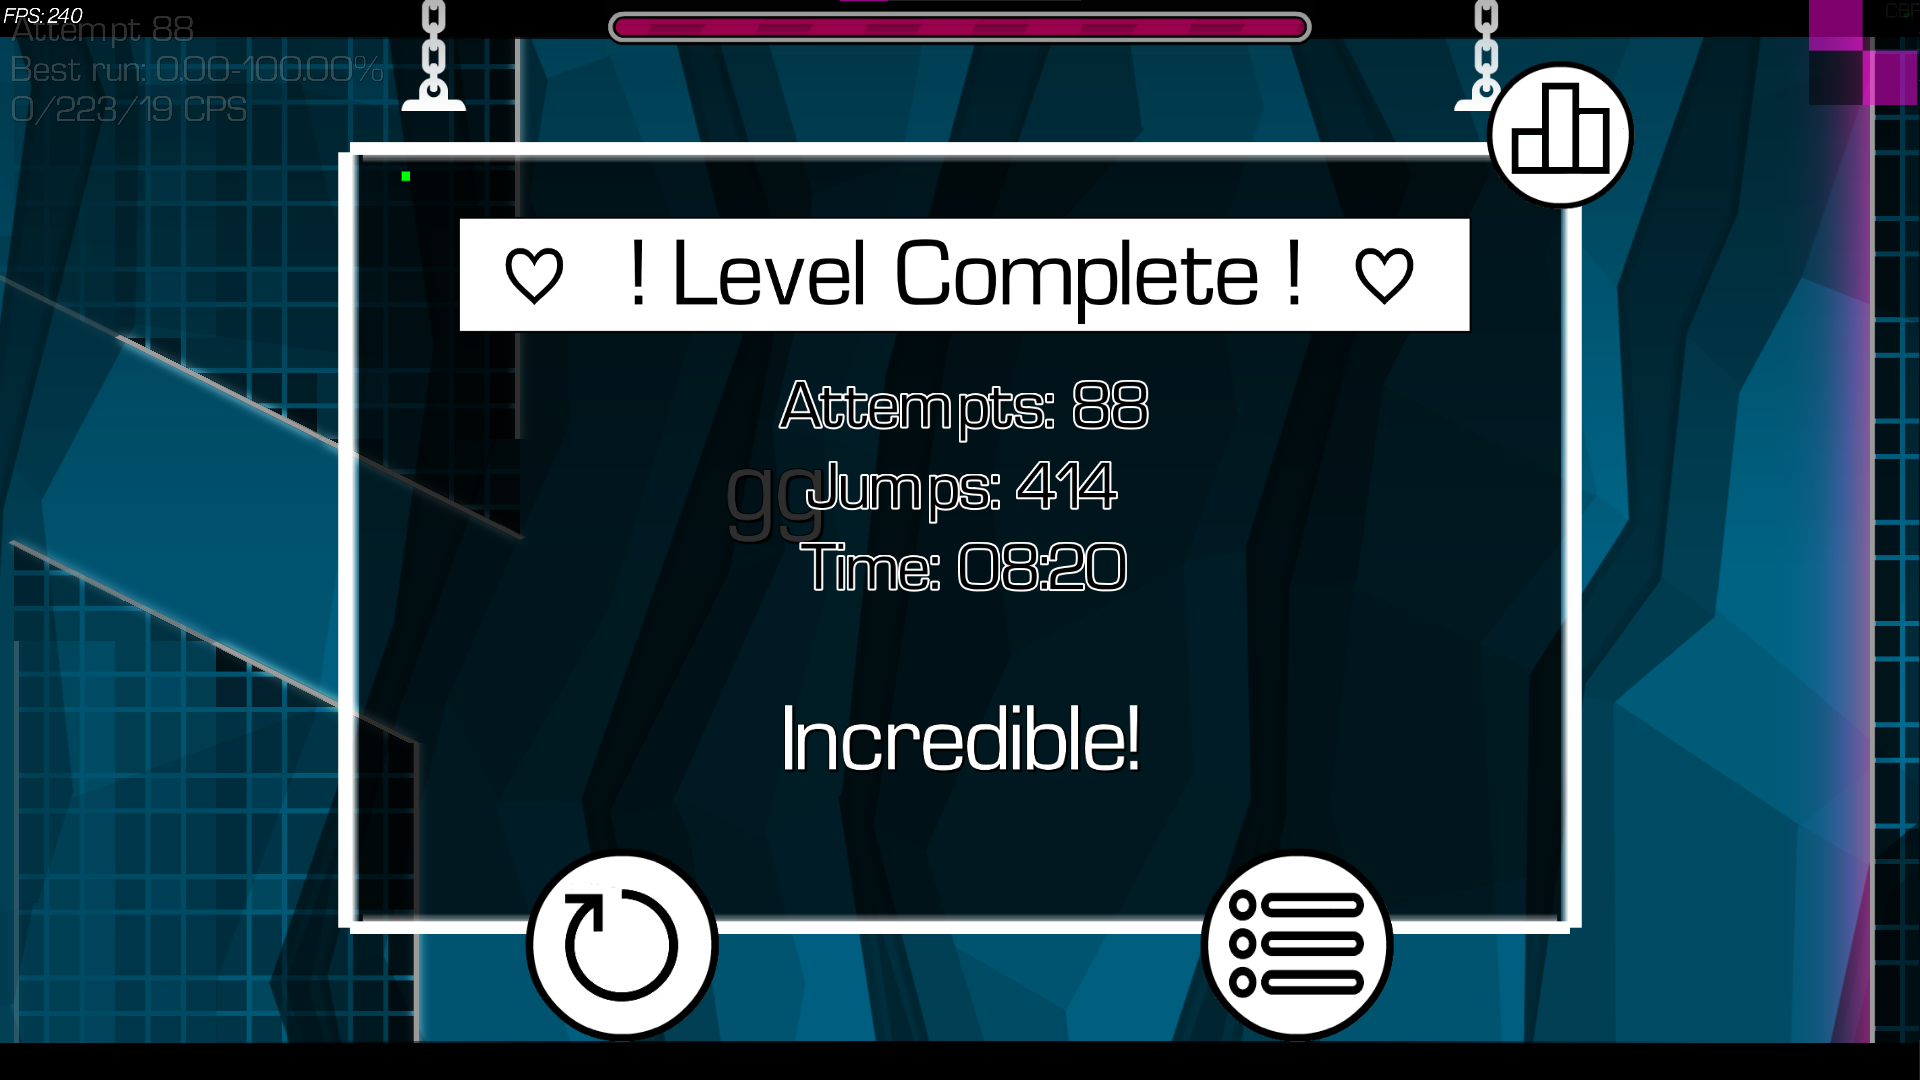 FPS: 240
Attempt 88
Best run: 0.00-100.00%
0/223/19 CPS
CBF
♡ ! Level Complete ! ♡
Attempts: 88
gg
Jumps: 414
Time: 08:20
Incredible!